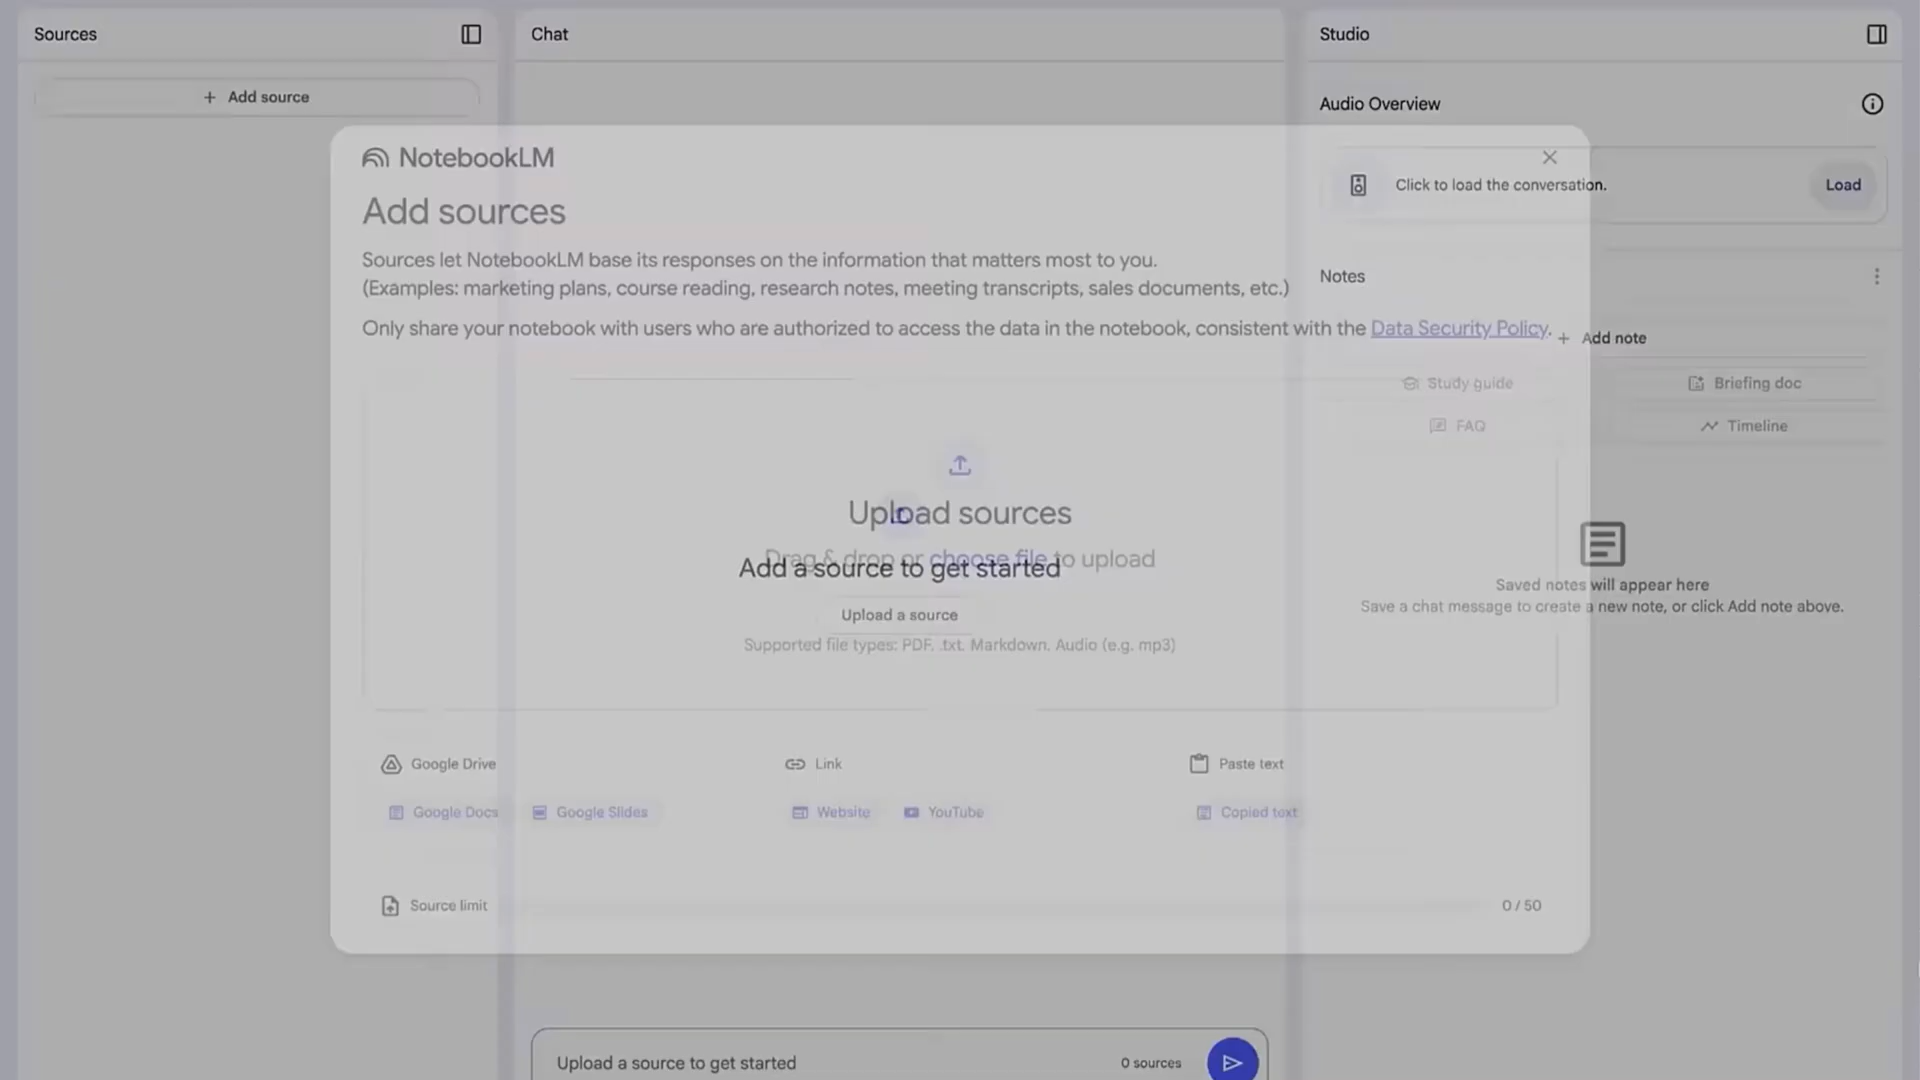 Sources
Add source
Chat
Studio
Audio Overview
Click to load the conversation.
Load
Notes
Add note
Study guide
Briefing doc
FAQ
Timeline
Saved notes will appear here
Save a chat message to create a new note, or click Add note above.
NotebookLM
Add sources
Sources let NotebookLM base its responses on the information that matters most to you.
(Examples: marketing plans, course reading, research notes, meeting transcripts, sales documents, etc.)
Only share your notebook with users who are authorized to access the data in the notebook, consistent with the Data Security Policy.
Upload sources
Drag & drop or choose file to upload
Add a source to get started
Upload a source
Supported file types: PDF, .txt, Markdown, Audio (e.g. mp3)
Google Drive
Google Docs
Google Slides
Link
Website
YouTube
Paste text
Copied text
Source limit
0 / 50
Upload a source to get started
0 sources